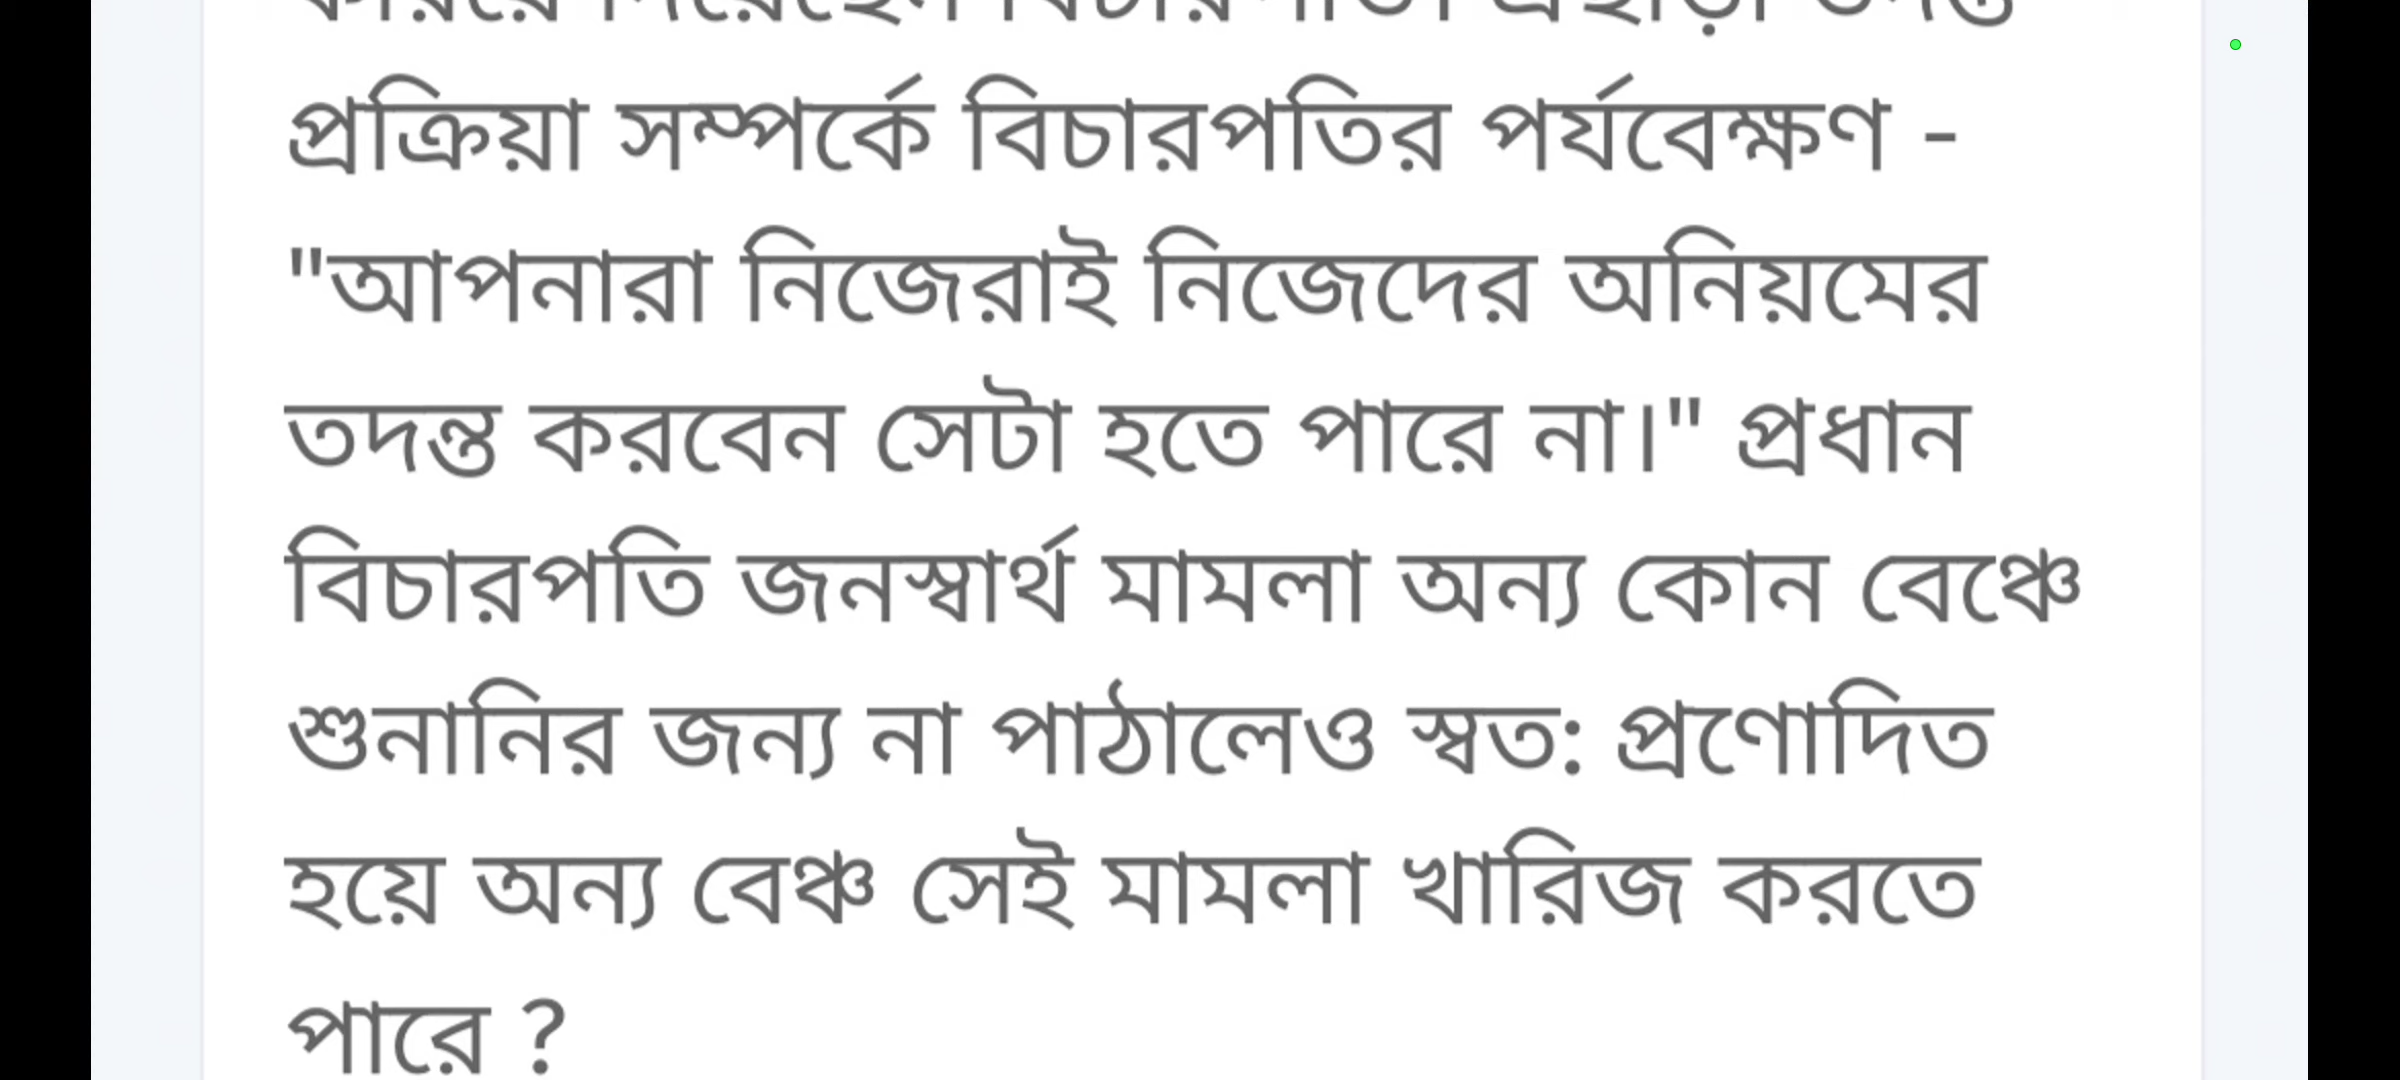 প্রক্রিয়া সম্পর্কে বিচারপতির পর্যবেক্ষণ -
"আপনারা নিজেরাই নিজেদের অনিয়মের
তদন্ত করবেন সেটা হতে পারে না।" প্রধান
বিচারপতি জনস্বার্থ মামলা অন্য কোন বেঞ্চে
শুনানির জন্য না পাঠালেও স্বত: প্রণোদিত
হয়ে অন্য বেঞ্চ সেই মামলা খারিজ করতে
পারে ?